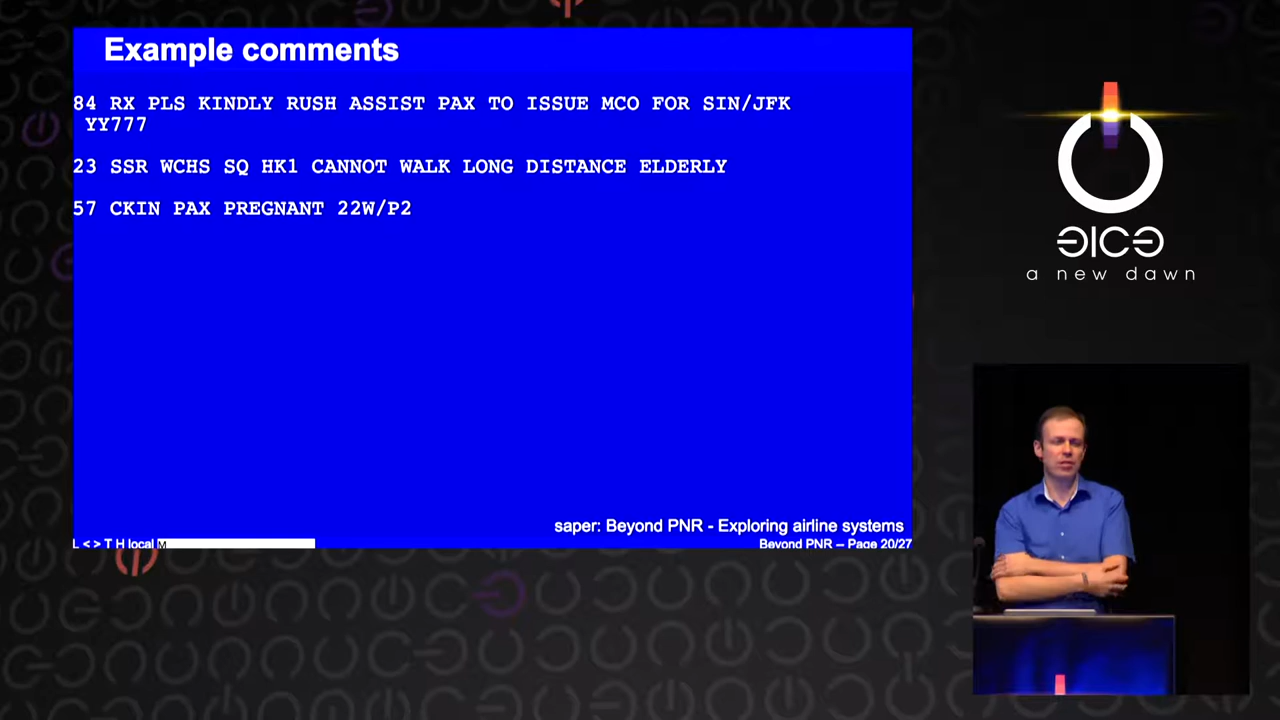 Example comments
84 RX PLS KINDLY RUSH ASSIST PAX TO ISSUE MCO FOR SIN/JFK
YY777
23 SSR WCHS SQ HK1 CANNOT WALK LONG DISTANCE ELDERLY
57 CKIN PAX PREGNANT 22W/P2
saper: Beyond PNR - Exploring airline systems
L < > T H local M
Beyond PNR – Page 20/27
a new dawn